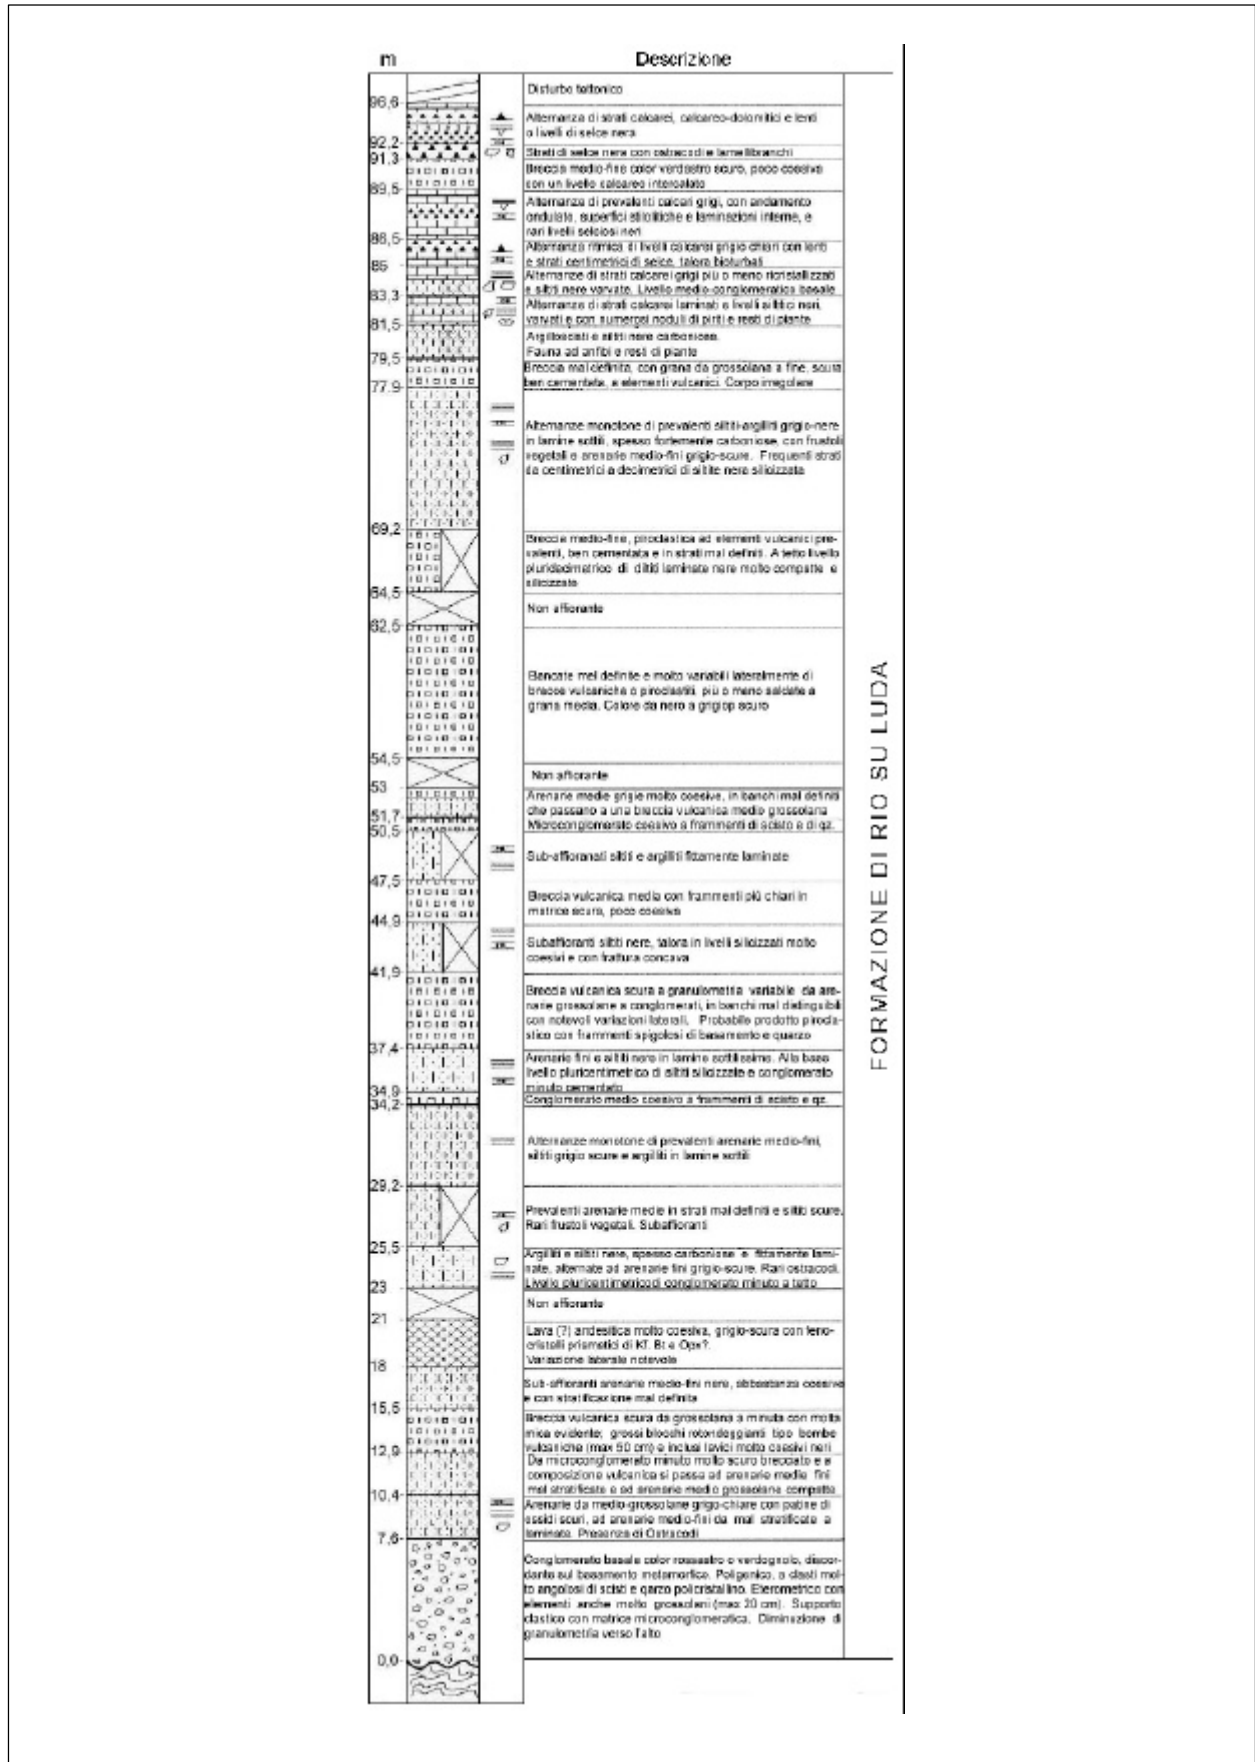 m Descrizione
Disturbo tettonico
96,6
Alternanza di strati calcarei, calcareo-dolomitici e lenti
o livelli di selce nera
92,2
Strati di selce nera con ostracodi e lamellibranchi
91,3
Breccia medio-fine color verdastro scuro, poco coesiva
con un livello calcareo intercalato
89,5
Alternanza di prevalenti calcari grigi, con andamento
ondulato, superfici stilolitiche e laminazioni interne, e
rari livelli selciosi neri
86,5
Alternanza ritmica di livelli calcarei grigio chiari con lenti
e strati centimetrici di selce, talora bioturbati
85
Alternanze di strati calcarei grigi più o meno ricristallizzati
e siltiti nere varvate. Livello medio-conglomeratico basale
83,3
Alternanza di strati calcarei laminati e livelli siltitici neri,
varvati e con numerosi noduli di piriti e resti di piante
81,5
Argilloscisti e siltiti nere carboniose.
Fauna ad anfibi e resti di piante
79,5
Breccia mal definita, con grana da grossolana a fine, scura
ben cementata, a elementi vulcanici. Corpo irregolare
77,9
Alternanze monotone di prevalenti siltiti-argilliti grigio-nere
in lamine sottili, spesso fortemente carboniose, con frustoli
vegetali e arenarie medio-fini grigio-scure. Frequenti strati
da centimetrici a decimetrici di siltite nera silicizzata
69,2
Breccia medio-fine, piroclastica ad elementi vulcanici pre-
valenti, ben cementata e in strati mal definiti. A tetto livello
pluridecimetrico di diltiti laminate nere molto compatte e
silicizzate
64,5
Non affiorante
62,5
Bancate mal definite e molto variabili lateralmente di
brecce vulcaniche o piroclastiti, più o meno saldate a
grana media. Colore da nero a grigiop scuro
54,5
Non affiorante
53
Arenarie medie grigie molto coesive, in banchi mal definiti
che passano a una breccia vulcanica medio grossolana
51,7
Microconglomerato coesivo a frammenti di scisto e di qz.
50,5
Sub-affioranati siltiti e argilliti fittamente laminate
47,5
Breccia vulcanica media con frammenti più chiari in
matrice scura, poco coesiva
44,9
Subaffioranti siltiti nere, talora in livelli silicizzati molto
coesivi e con frattura concava
41,9
Breccia vulcanica scura a granulometria variabile da are-
narie grossolane a conglomerati, in banchi mal distinguibili
con notevoli variazioni laterali. Probabile prodotto pirocla-
stico con frammenti spigolosi di basamento e quarzo
37,4
Arenarie fini e siltiti nere in lamine sottilissime. Alla base
livello pluricentimetrico di siltiti silicizzate e conglomerato
minuto cementato
34,9
Conglomerato medio coesivo a frammenti di scisto e qz.
34,2
Alternanze monotone di prevalenti arenarie medio-fini,
siltiti grigio scure e argilliti in lamine sottili
29,2
Prevalenti arenarie medie in strati mal definiti e siltiti scure.
Rari frustoli vegetali. Subaffioranti
25,5
Argilliti e siltiti nere, spesso carboniose e fittamente lami-
nate, alternate ad arenarie fini grigio-scure. Rari ostracodi.
Livello pluricentimetrico di conglomerato minuto a tetto
23
Non affiorante
21
Lava (?) andesitica molto coesiva, grigio-scura con feno-
cristalli prismatici di Kf. Bt e Opx?.
Variazione laterale notevole
18
Sub-affioranti arenarie medio-fini nere, abbastanza coesive
e con stratificazione mal definita
15,5
Breccia vulcanica scura da grossolana a minuta con molta
mica evidente; grossi blocchi rotondeggianti tipo bombe
vulcaniche (max 50 cm) e inclusi lavici molto coesivi neri
12,9
Da microconglomerato minuto molto scuro brecciato e a
composizione vulcanica si passa ad arenarie medie fini
mal stratificate e ad arenarie medio grossolane compatte
10,4
Arenarie da medio-grossolane grigo-chiare con patine di
ossidi scuri, ad arenarie medio-fini da mal stratificate a
laminate. Presenza di Ostracodi
7,6
Conglomerato basale color rossastro o verdognolo, discor-
dante sul basamento metamorfico. Poligenico, a clasti mol-
to angolosi di scisti e qarzo policristallino. Eterometrico con
elementi anche molto grossolani (max 20 cm). Supporto
clastico con matrice microconglomeratica. Diminuzione di
granulometria verso l'alto
0,0
FORMAZIONE DI RIO SU LUDA